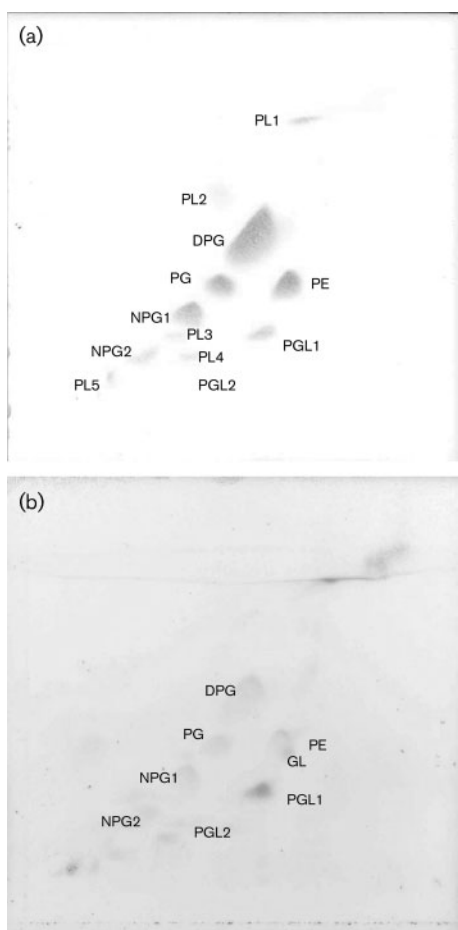 (a)
PL1
PL2
DPG
PG
PE
NPG1
PL3
PGL1
NPG2
PL4
PL5
PGL2
(b)
DPG
PG
PE
GL
NPG1
PGL1
NPG2
PGL2